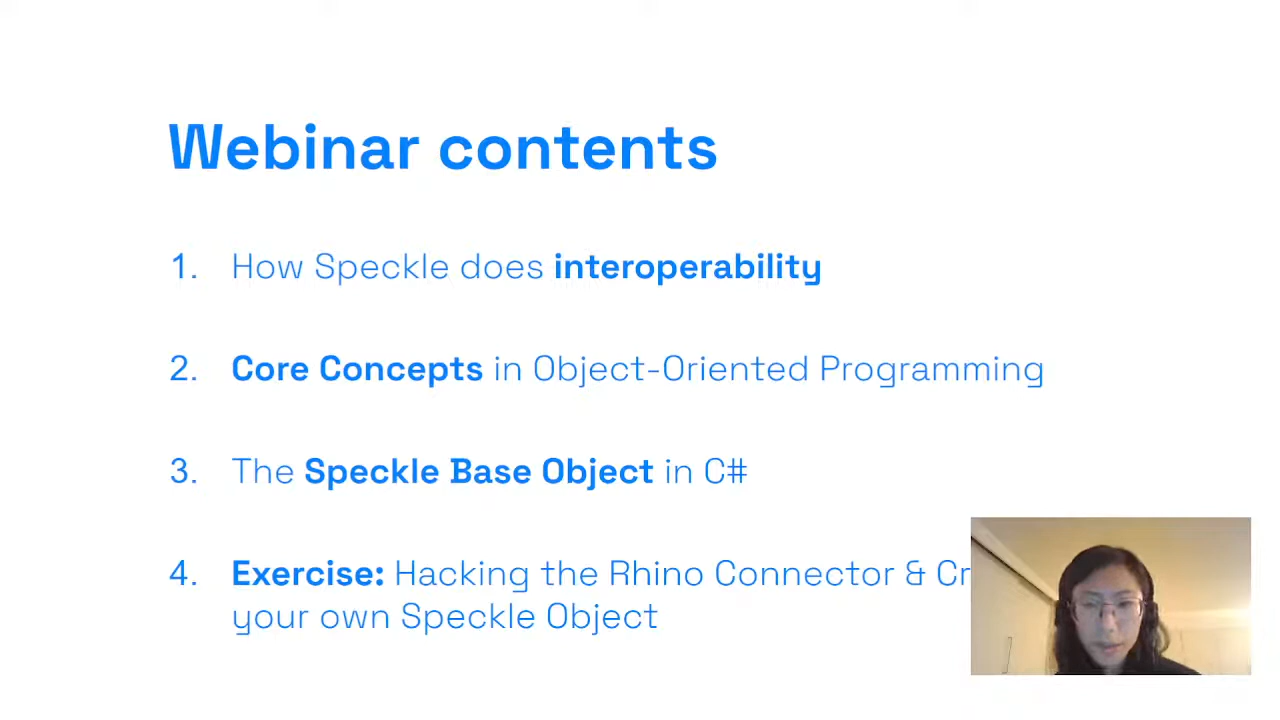 Webinar contents
1. How Speckle does interoperability
2. Core Concepts in Object-Oriented Programming
3. The Speckle Base Object in C#
4. Exercise: Hacking the Rhino Connector &
your own Speckle Object